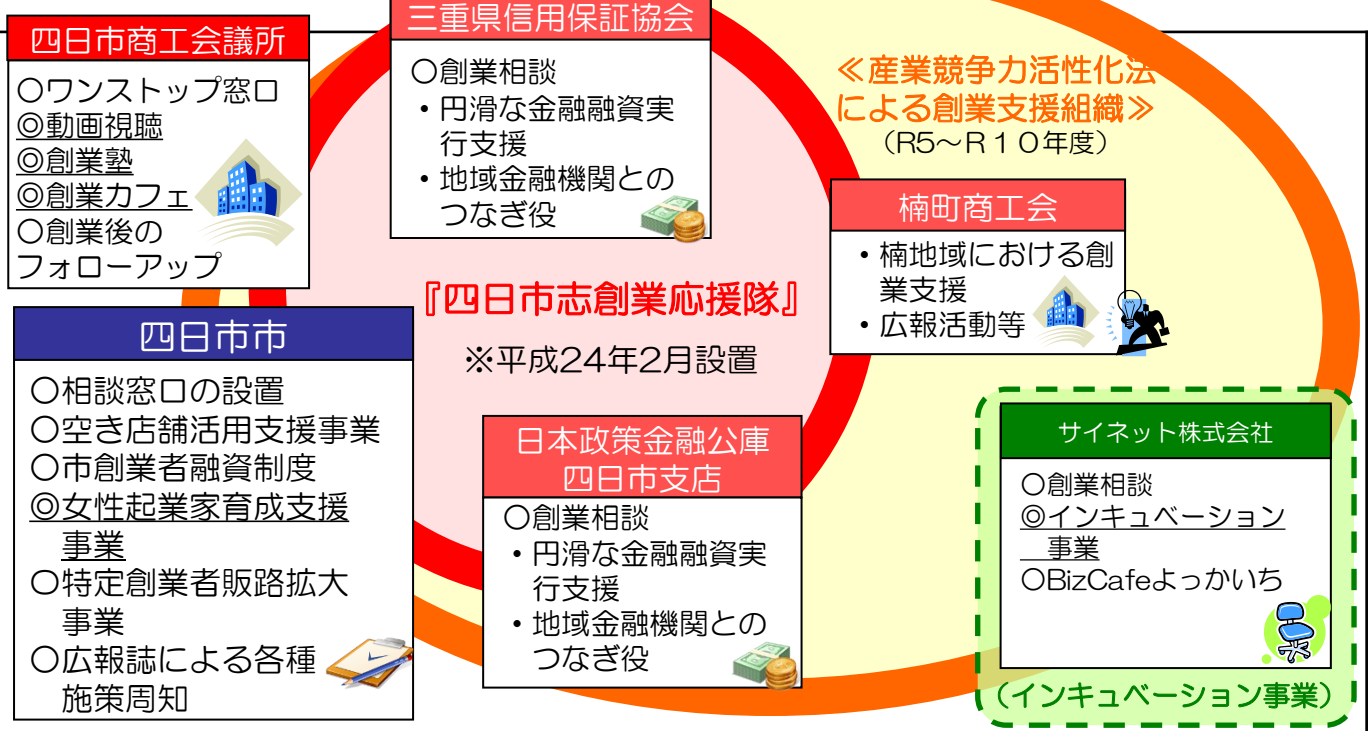 四日市商工会議所
〇ワンストップ窓口
◎動画視聴
◎創業塾
◎創業カフェ
〇創業後の
フォローアップ
三重県信用保証協会
〇創業相談
・円滑な金融融資実
行支援
・地域金融機関との
つなぎ役
≪産業競争力活性化法
による創業支援組織≫
(R5～R10年度)
楠町商工会
・楠地域における創
業支援
・広報活動等
『四日市志創業応援隊』
※平成24年2月設置
四日市市
〇相談窓口の設置
〇空き店舗活用支援事業
〇市創業者融資制度
◎女性起業家育成支援
事業
〇特定創業者販路拡大
事業
〇広報誌による各種
施策周知
日本政策金融公庫
四日市支店
〇創業相談
・円滑な金融融資実
行支援
・地域金融機関との
つなぎ役
サイネット株式会社
〇創業相談
◎インキュベーション
事業
〇BizCafeよっかいち
(インキュベーション事業)